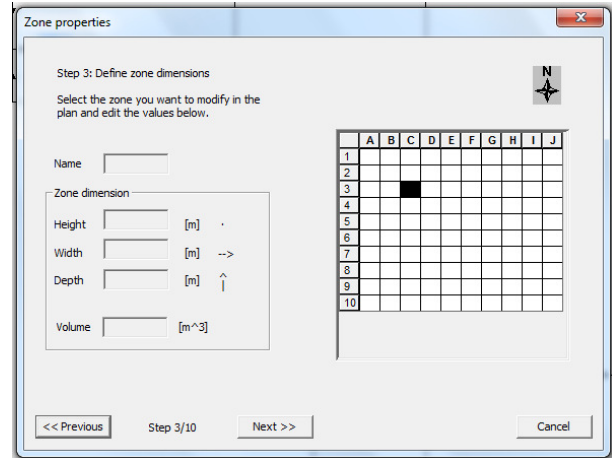 Zone properties
Step 3: Define zone dimensions
N
Select the zone you want to modify in the
plan and edit the values below.
A B C D E F G H I J
1
2
3
4
5
6
7
8
9
10
Name
Zone dimension
Height [m] .
Width [m] -->
Depth [m] ^
|
Volume [m^3]
<< Previous Step 3/10 Next >> Cancel